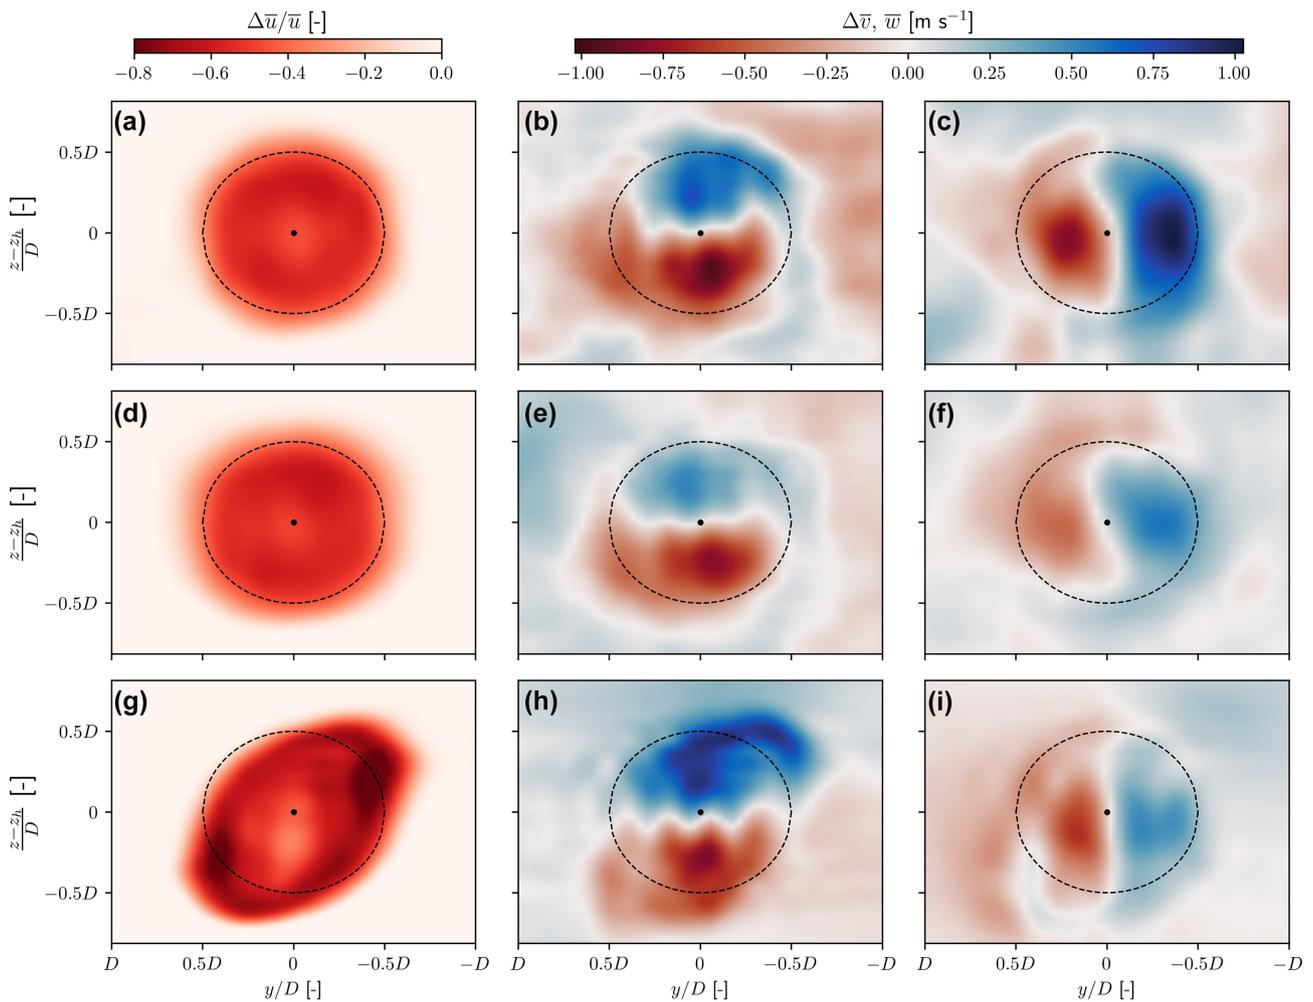 Δu̅/u̅ [-]
Δv̅, w̅ [m s⁻¹]
−0.8 −0.6 −0.4 −0.2 0.0
−1.00 −0.75 −0.50 −0.25 0.00 0.25 0.50 0.75 1.00
(a) (b) (c)
0.5D
0
−0.5D
(z−z_h)/D [-]
(d) (e) (f)
0.5D
0
−0.5D
(z−z_h)/D [-]
(g) (h) (i)
0.5D
0
−0.5D
(z−z_h)/D [-]
D 0.5D 0 −0.5D −D
D 0.5D 0 −0.5D −D
D 0.5D 0 −0.5D −D
y/D [-] y/D [-] y/D [-]